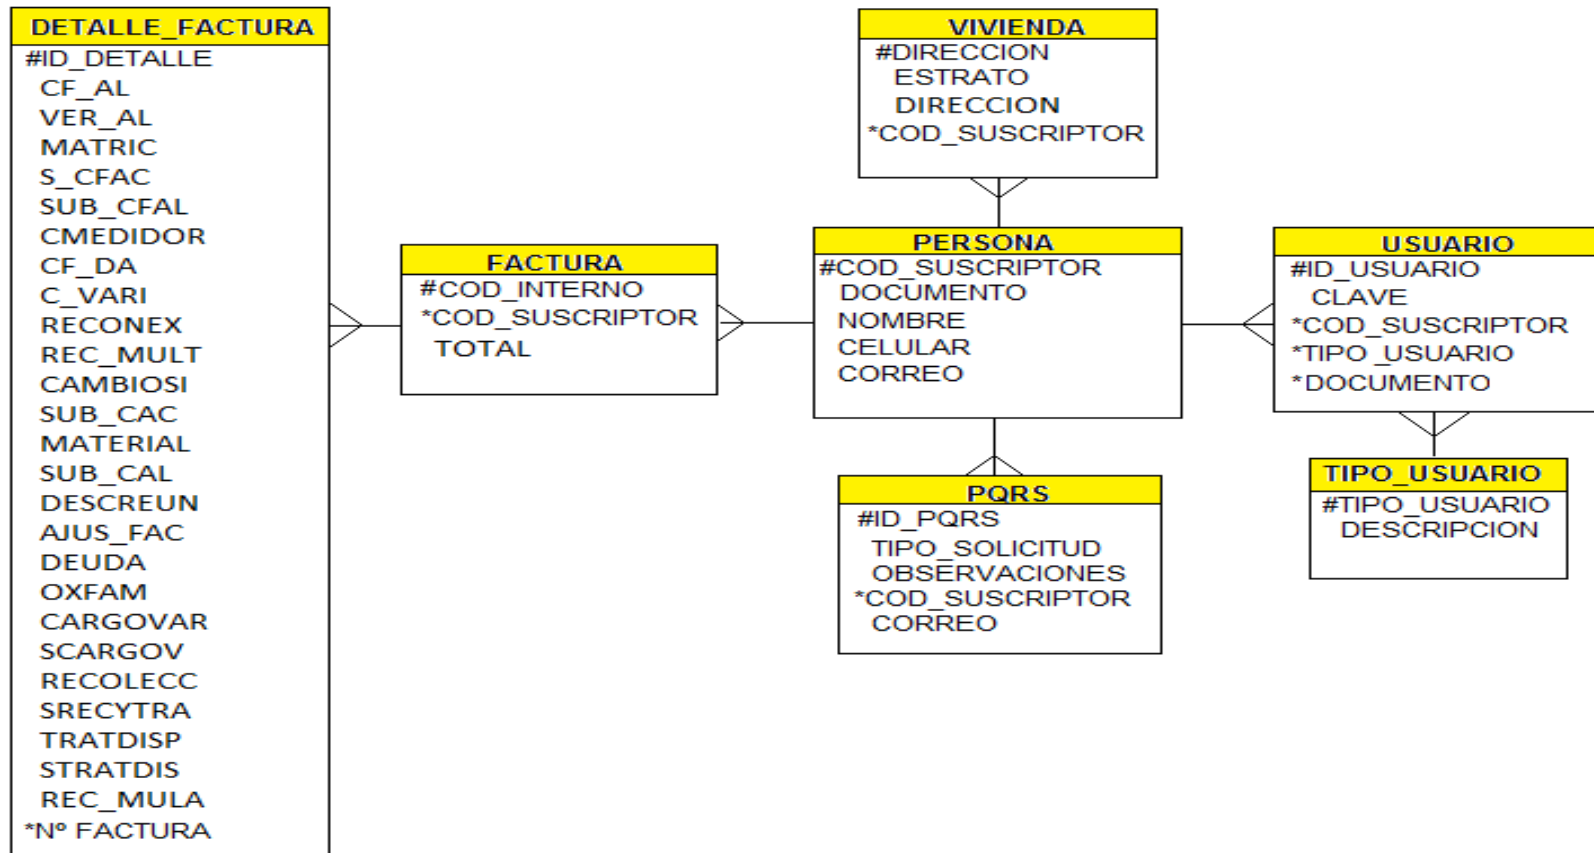 DETALLE_FACTURA
#ID_DETALLE
CF_AL
VER_AL
MATRIC
S_CFAC
SUB_CFAL
CMEDIDOR
CF_DA
C_VARI
RECONEX
REC_MULT
CAMBIOSI
SUB_CAC
MATERIAL
SUB_CAL
DESCREUN
AJUS_FAC
DEUDA
OXFAM
CARGOVAR
SCARGOV
RECOLECC
SRECYTRA
TRATDISP
STRATDIS
REC_MULA
*Nº FACTURA
FACTURA
#COD_INTERNO
*COD_SUSCRIPTOR
TOTAL
VIVIENDA
#DIRECCION
ESTRATO
DIRECCION
*COD_SUSCRIPTOR
PERSONA
#COD_SUSCRIPTOR
DOCUMENTO
NOMBRE
CELULAR
CORREO
PQRS
#ID_PQRS
TIPO_SOLICITUD
OBSERVACIONES
*COD_SUSCRIPTOR
CORREO
USUARIO
#ID_USUARIO
CLAVE
*COD_SUSCRIPTOR
*TIPO_USUARIO
*DOCUMENTO
TIPO_USUARIO
#TIPO_USUARIO
DESCRIPCION